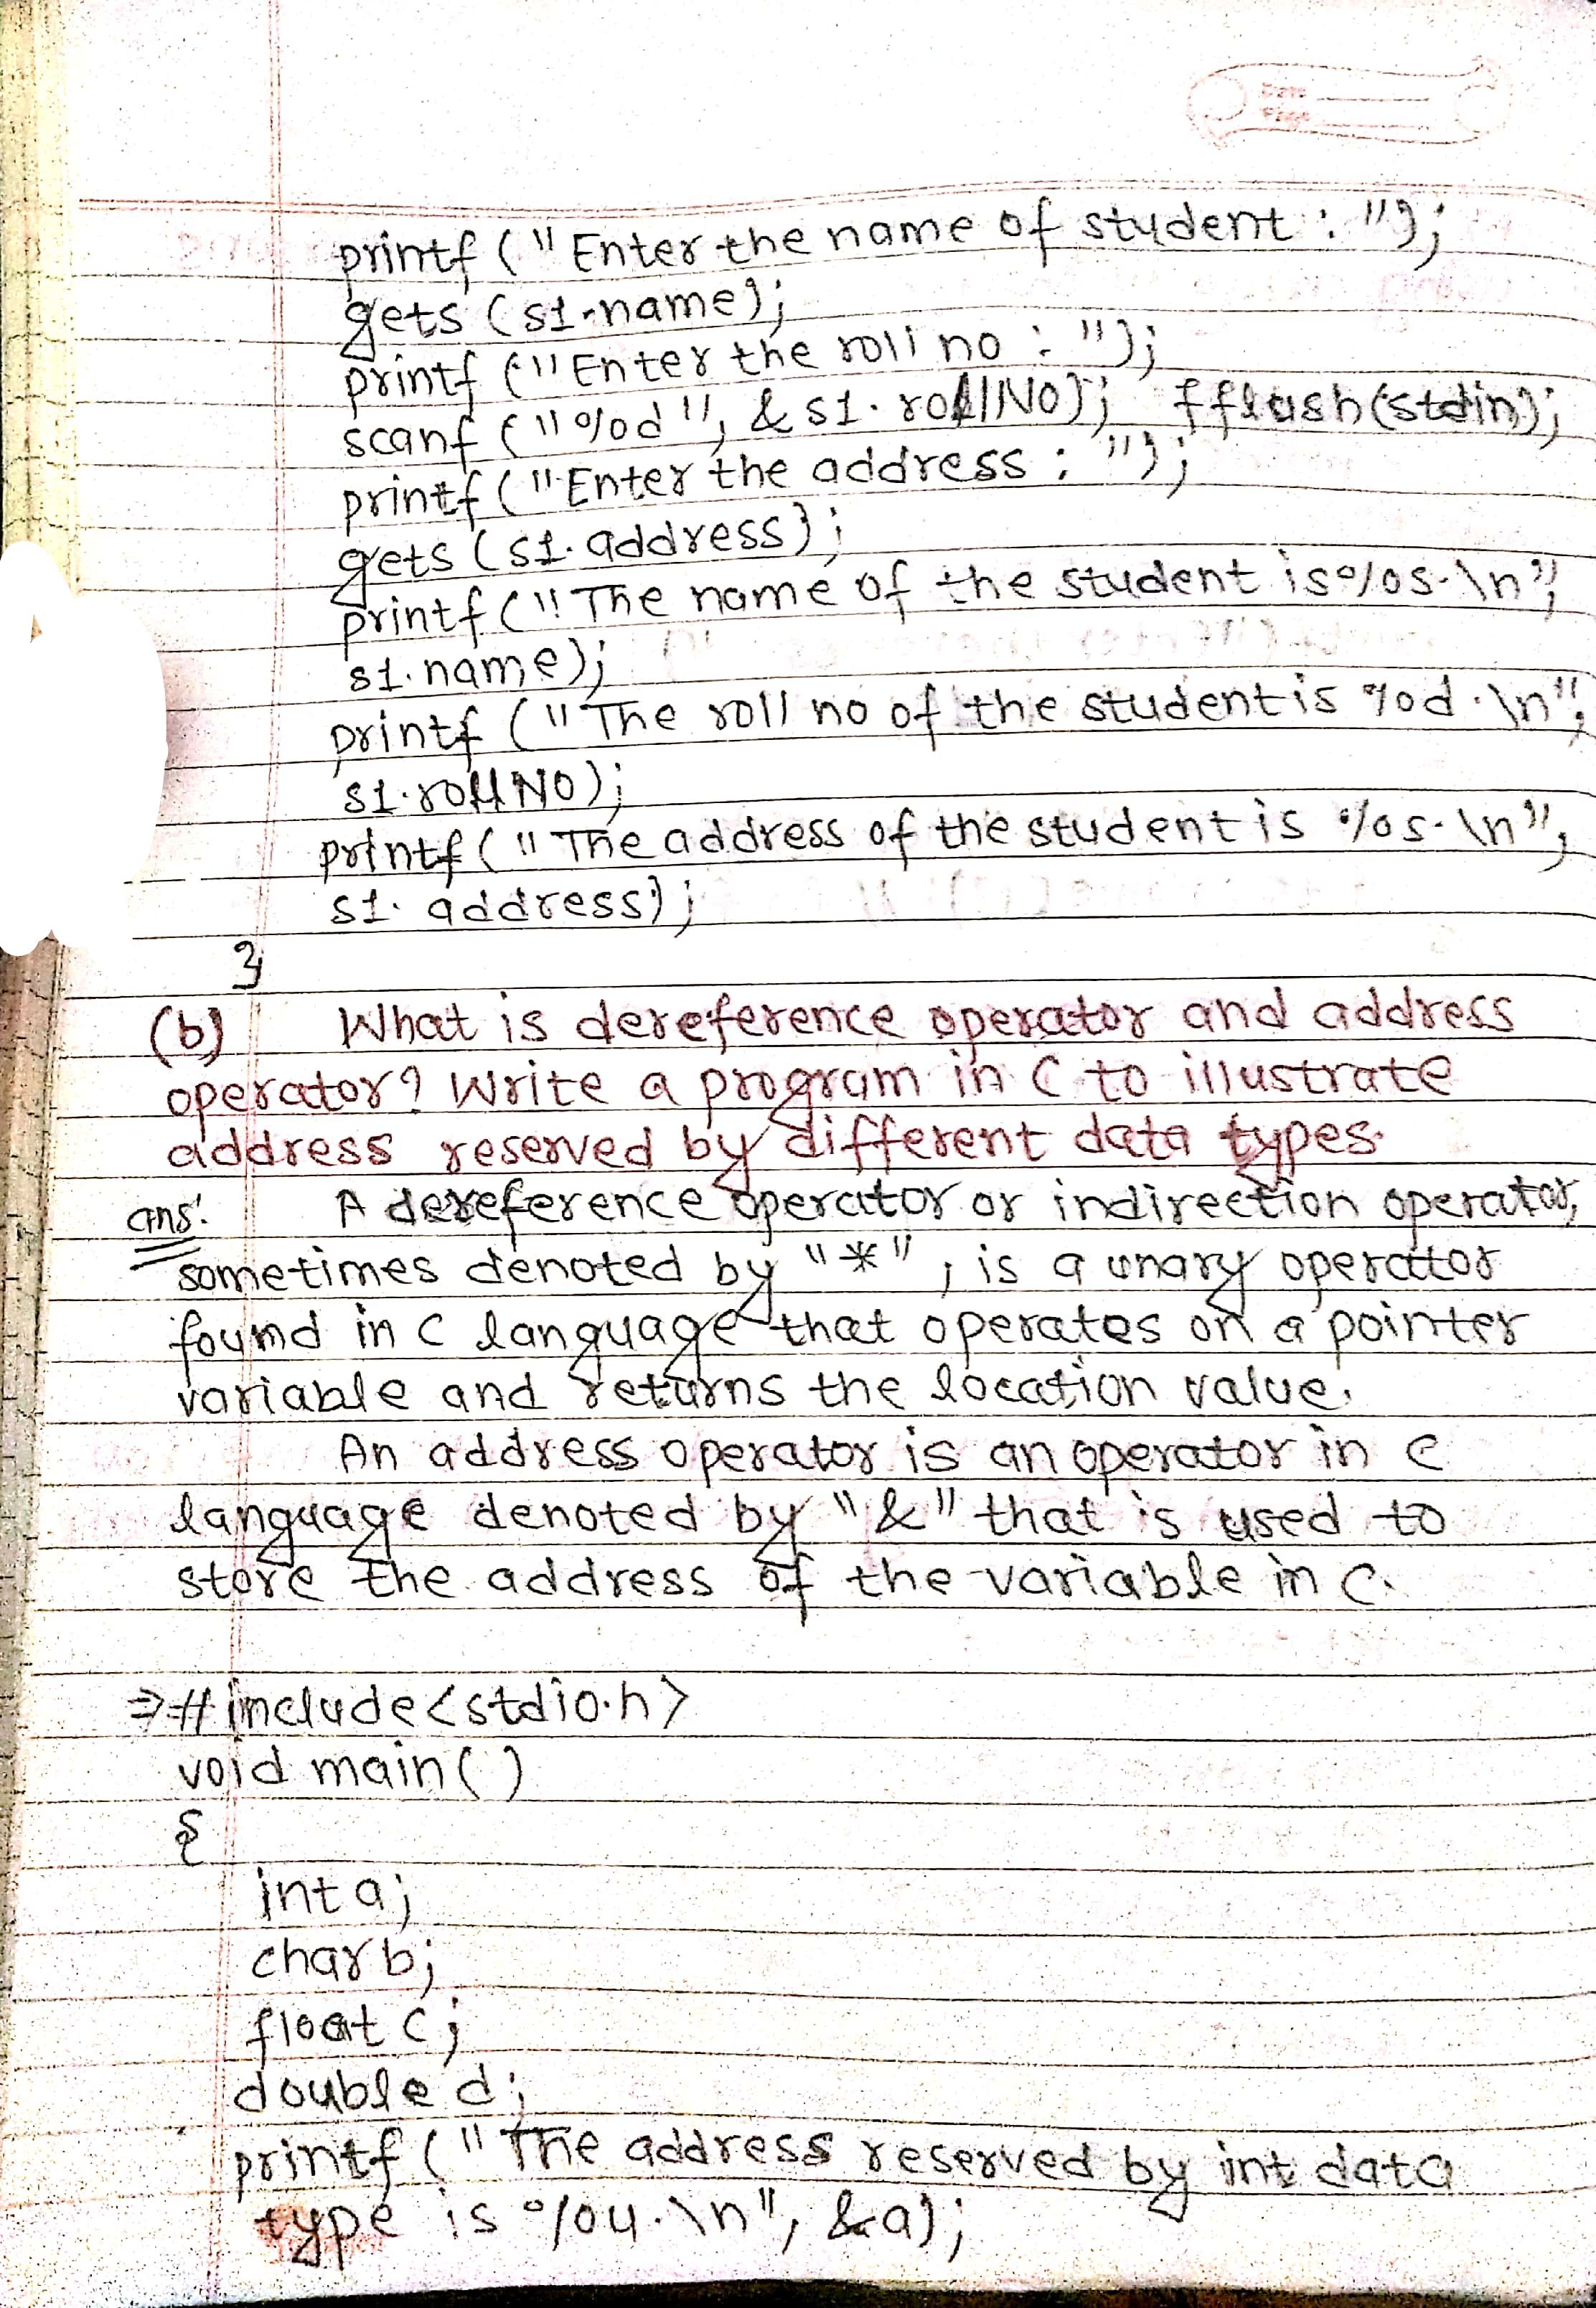 Date
Page
printf ("Enter the name of student : ");
gets (s1.name);
printf ("Enter the roll no : ");
scanf ("%d", &s1.rollNO); fflush(stdin);
printf ("Enter the address : ");
gets (s1.address);
printf ("The name of the student is %s.\n",
s1.name);
printf ("The roll no of the student is %d.\n",
s1.rollNO);
printf ("The address of the student is %s.\n",
s1.address);
}
(b) What is dereference operator and address
operator? Write a program in C to illustrate
address reserved by different data types.
ans: A dereference operator or indirection operator,
sometimes denoted by "*", is a unary operator
found in C language that operates on a pointer
variable and returns the location value.
An address operator is an operator in C
language denoted by "&" that is used to
store the address of the variable in C.
⇒ #include<stdio.h>
void main()
{
int a;
char b;
float c;
double d;
printf ("The address reserved by int data
type is %u.\n", &a);